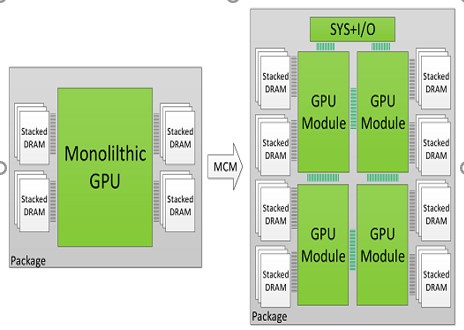 Stacked
DRAM
Stacked
DRAM
Monolilthic
GPU
Stacked
DRAM
Stacked
DRAM
Package
MCM
SYS+I/O
Stacked
DRAM
Stacked
DRAM
Stacked
DRAM
Stacked
DRAM
GPU
Module
GPU
Module
GPU
Module
GPU
Module
Stacked
DRAM
Stacked
DRAM
Stacked
DRAM
Stacked
DRAM
Package